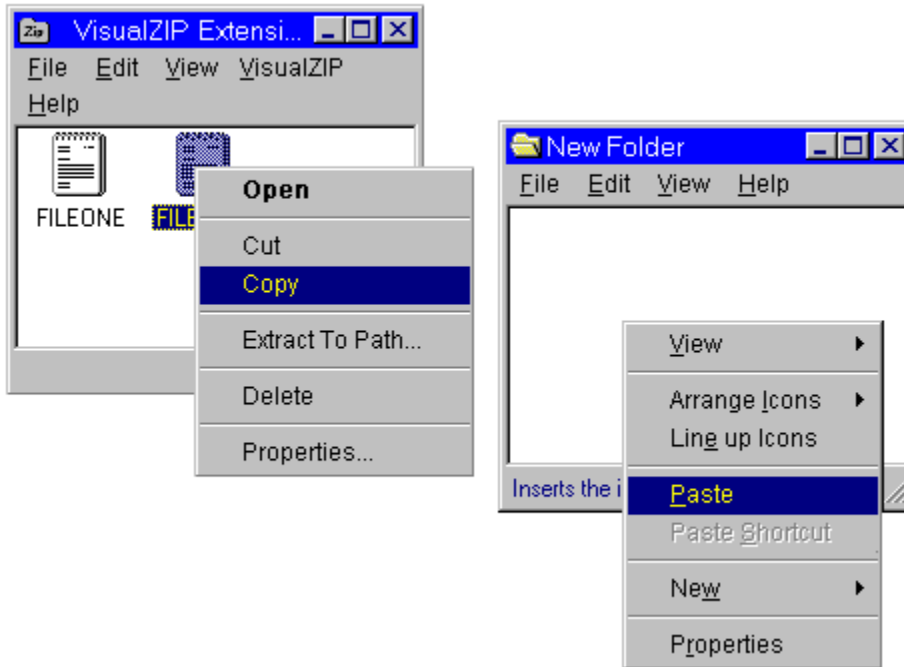 VisualZIP Extensi...
File Edit View VisualZIP
Help
FILEONE
Open
Cut
Copy
Extract To Path...
Delete
Properties...
New Folder
File Edit View Help
View
Arrange Icons
Line up Icons
Inserts the
Paste
Paste Shortcut
New
Properties